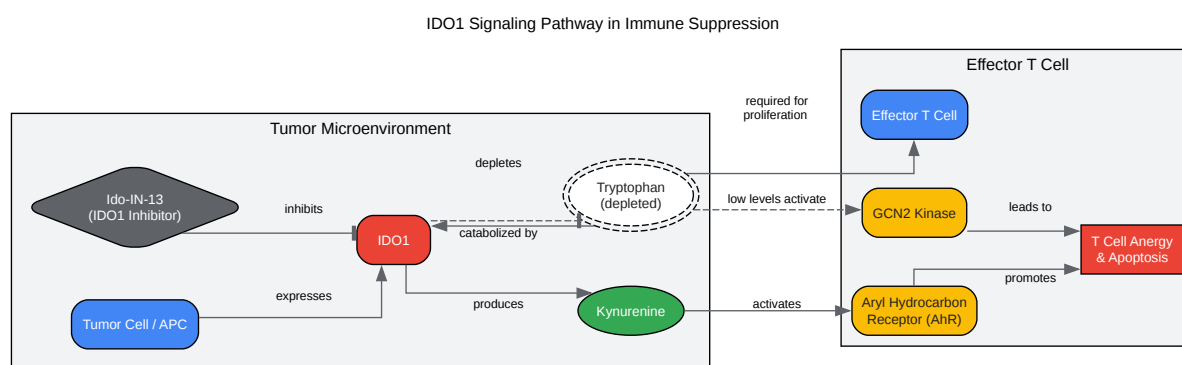 IDO1 Signaling Pathway in Immune Suppression
Effector T Cell
required for
proliferation
Effector T Cell
Tumor Microenvironment
depletes
Ido-IN-13
(IDO1 Inhibitor)
inhibits
Tryptophan
(depleted)
low levels activate
GCN2 Kinase
leads to
IDO1
catabolized by
T Cell Anergy
& Apoptosis
expresses
produces
promotes
Tumor Cell / APC
Kynurenine
activates
Aryl Hydrocarbon
Receptor (AhR)